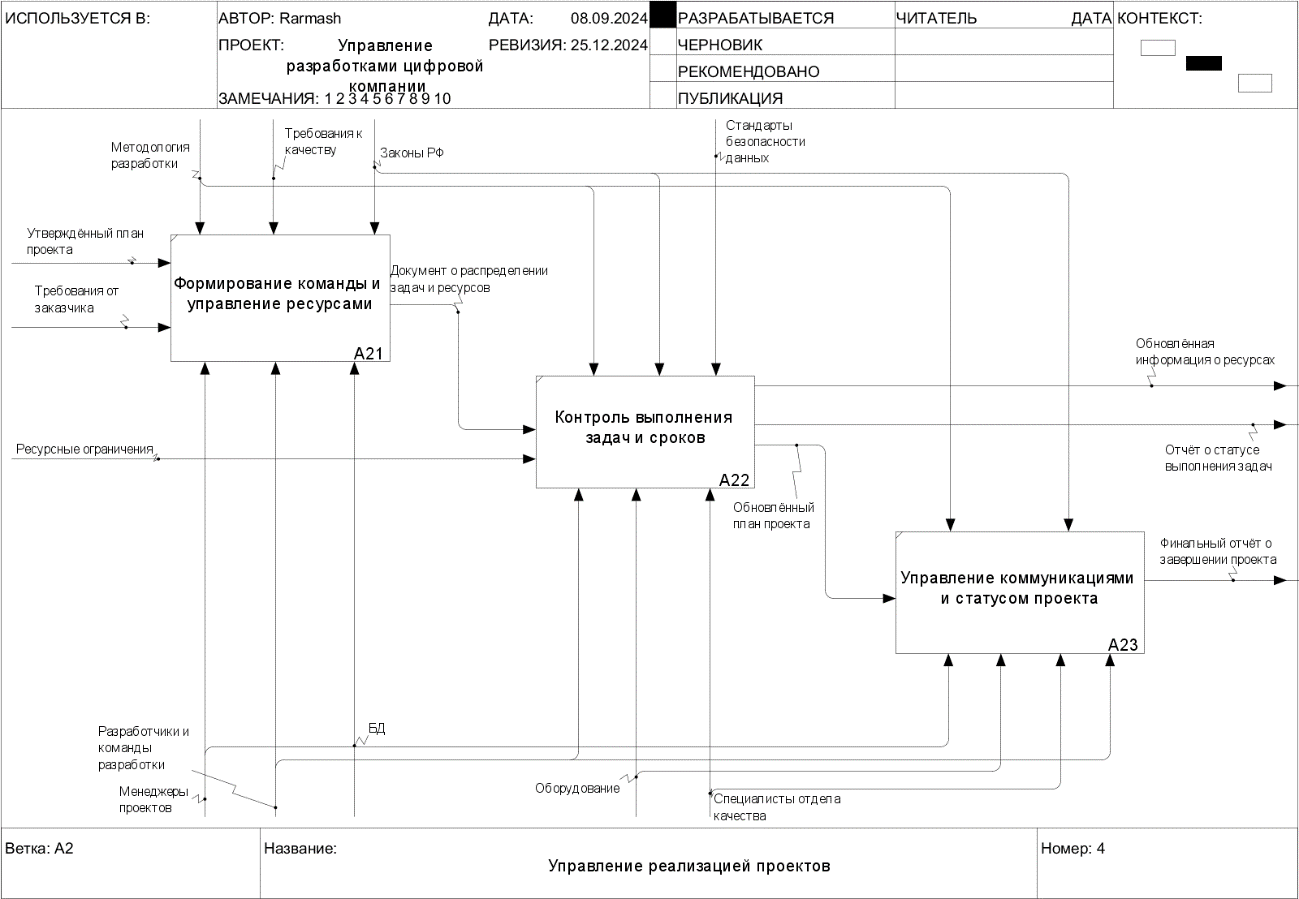 ИСПОЛЬЗУЕТСЯ В:
АВТОР: Rarmash
ДАТА: 08.09.2024
РАЗРАБАТЫВАЕТСЯ
ЧИТАТЕЛЬ
ДАТА
КОНТЕКСТ:
ПРОЕКТ: Управление
разработками цифровой
компании
РЕВИЗИЯ: 25.12.2024
ЧЕРНОВИК
РЕКОМЕНДОВАНО
ЗАМЕЧАНИЯ: 1 2 3 4 5 6 7 8 9 10
ПУБЛИКАЦИЯ
Методология
разработки
Требования к
качеству
Законы РФ
Стандарты
безопасности
данных
Утверждённый план
проекта
Требования от
заказчика
Формирование команды и
управление ресурсами
A21
Документ о распределении
задач и ресурсов
Обновлённая
информация о ресурсах
Ресурсные ограничения
Контроль выполнения
задач и сроков
A22
Отчёт о статусе
выполнения задач
Обновлённый
план проекта
Финальный отчёт о
завершении проекта
Управление коммуникациями
и статусом проекта
A23
Разработчики и
команды
разработки
БД
Менеджеры
проектов
Оборудование
Специалисты отдела
качества
Ветка: A2
Название:
Управление реализацией проектов
Номер: 4